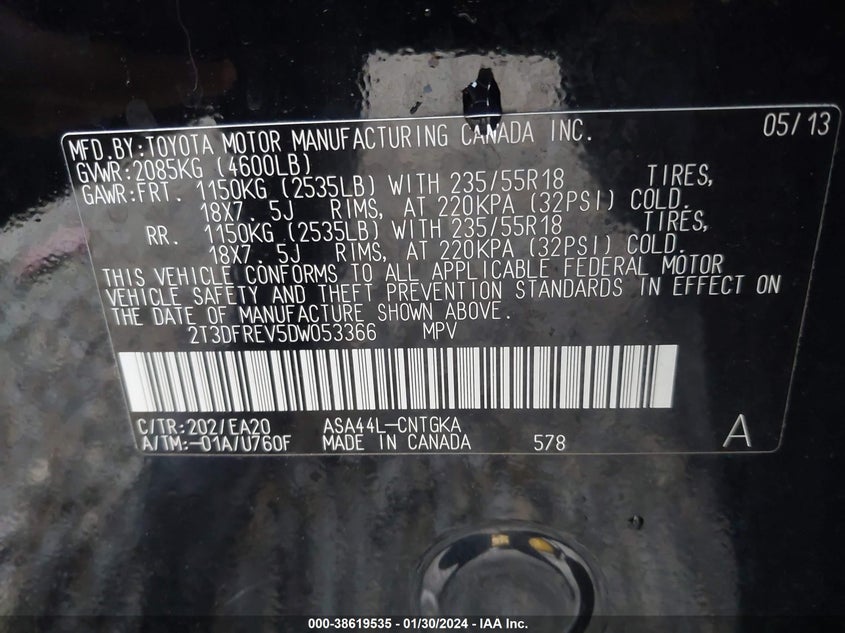 MFD.BY:TOYOTA MOTOR MANUFACTURING CANADA INC. 05/13
GVWR:2085KG (4600LB)
GAWR:FRT. 1150KG (2535LB) WITH 235/55R18 TIRES,
18X7. 5J RIMS, AT 220KPA (32PSI) COLD.
RR. 1150KG (2535LB) WITH 235/55R18 TIRES,
18X7. 5J RIMS, AT 220KPA (32PSI) COLD.
THIS VEHICLE CONFORMS TO ALL APPLICABLE FEDERAL MOTOR
VEHICLE SAFETY AND THEFT PREVENTION STANDARDS IN EFFECT ON
THE DATE OF MANUFACTURE SHOWN ABOVE.
2T3DFREV5DW053366 MPV
C/TR:202/EA20 ASA44L-CNTGKA
A/TM:-01A/U760F MADE IN CANADA 578 A
000-38619535 - 01/30/2024 - IAA Inc.